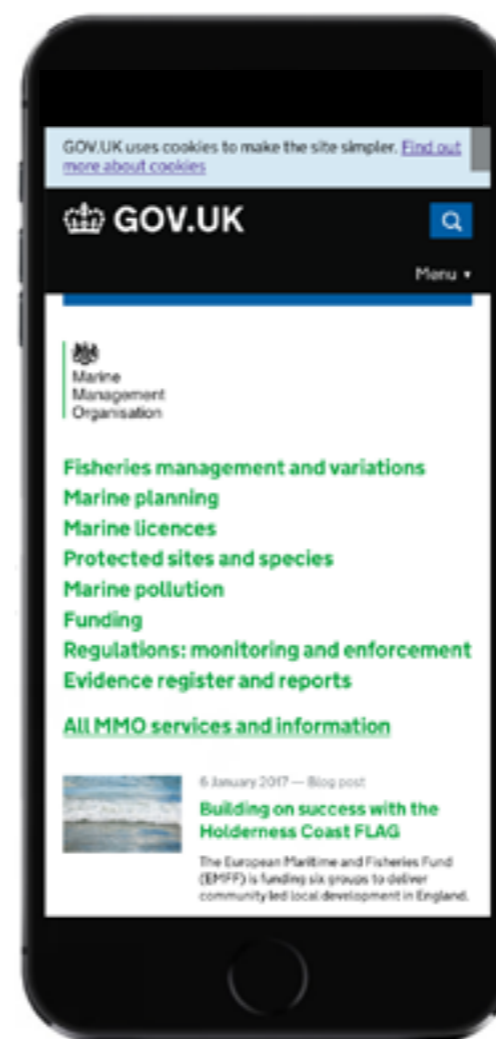 GOV.UK uses cookies to make the site simpler. Find out
more about cookies
GOV.UK
Menu ▾
Marine
Management
Organisation
Fisheries management and variations
Marine planning
Marine licences
Protected sites and species
Marine pollution
Funding
Regulations: monitoring and enforcement
Evidence register and reports
All MMO services and information
6 January 2017 — Blog post
Building on success with the
Holderness Coast FLAG
The European Maritime and Fisheries Fund
(EMFF) is funding six groups to deliver
community led local development in England.